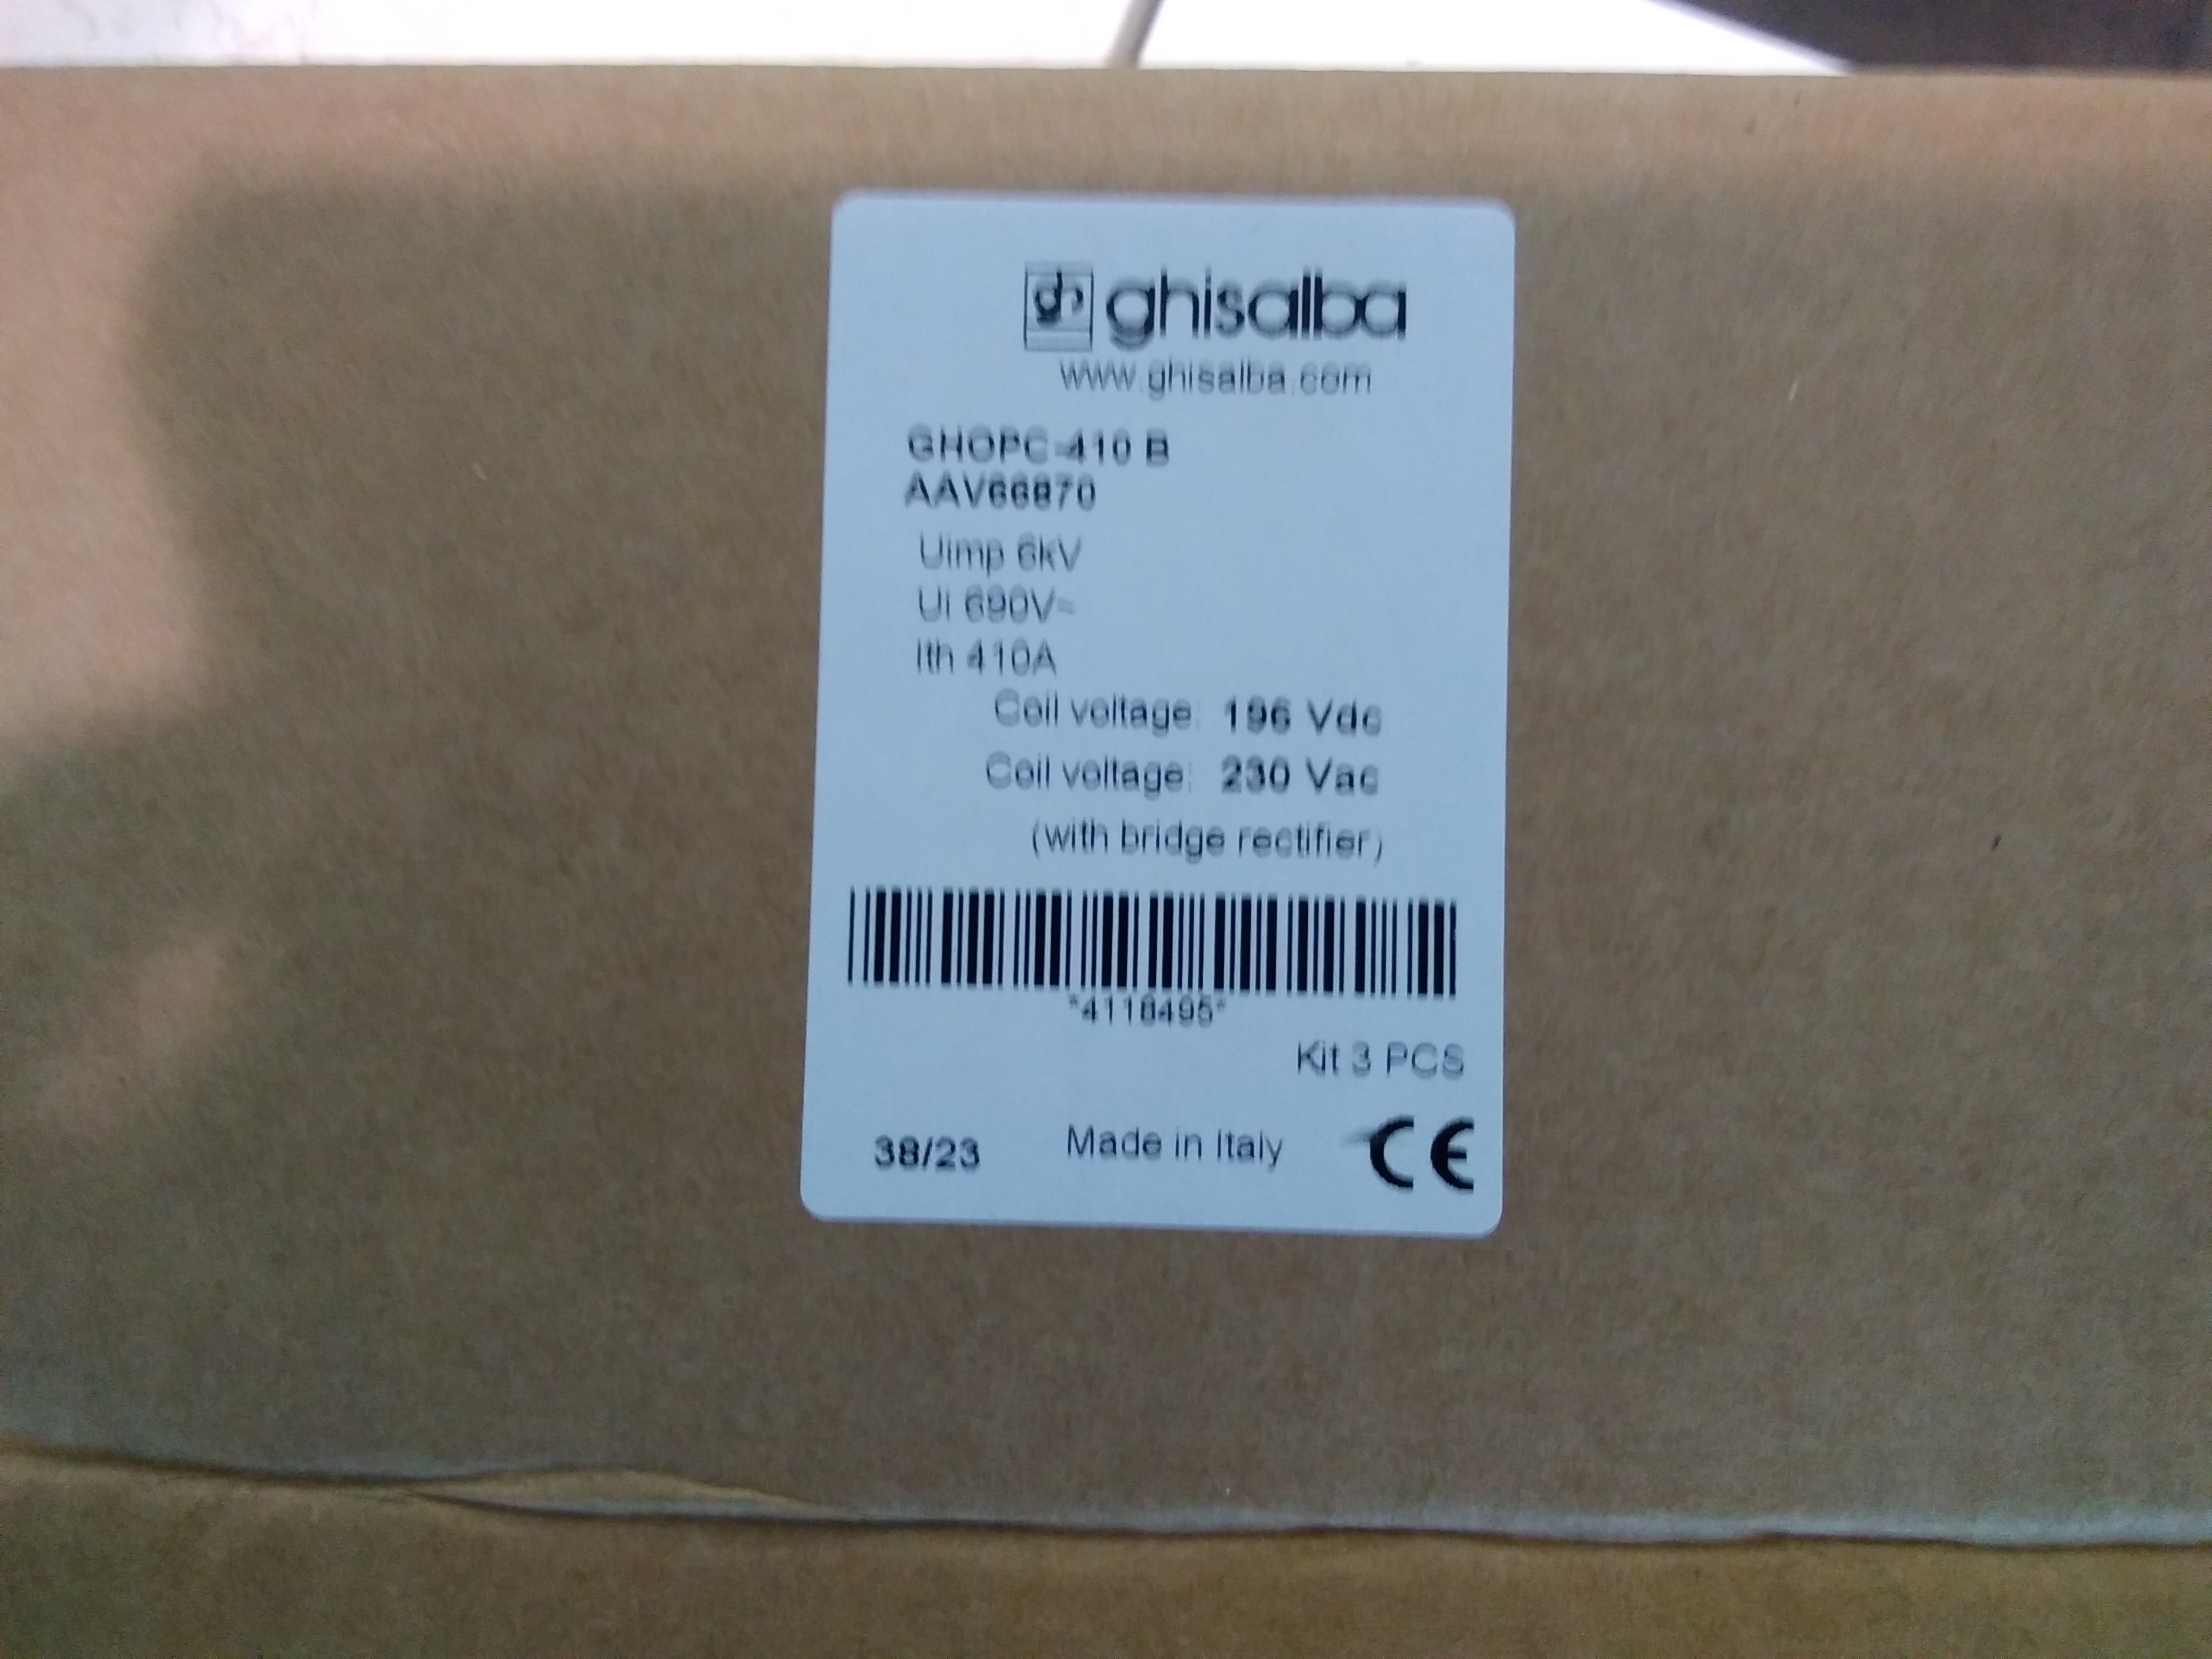 gh ghisalba
www.ghisalba.com
GHOPC-410 B
AAV66870
Uimp 6kV
Ui 690V≂
Ith 410A
Coil voltage: 196 Vdc
Coil voltage: 230 Vac
(with bridge rectifier)
*4118495*
Kit 3 PCS
38/23 Made in Italy CE